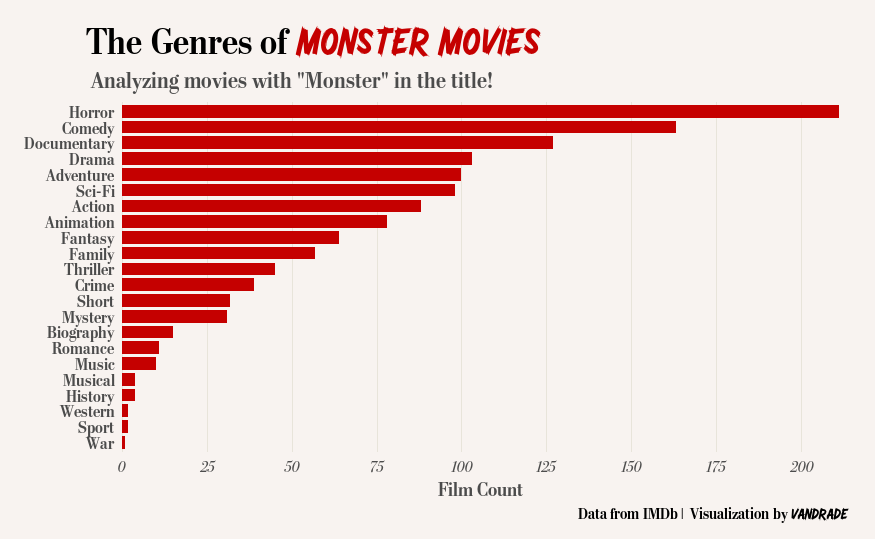 The Genres of MONSTER MOVIES
Analyzing movies with "Monster" in the title!
Horror
Comedy
Documentary
Drama
Adventure
Sci-Fi
Action
Animation
Fantasy
Family
Thriller
Crime
Short
Mystery
Biography
Romance
Music
Musical
History
Western
Sport
War
0 25 50 75 100 125 150 175 200
Film Count
Data from IMDb | Visualization by VANDRADE